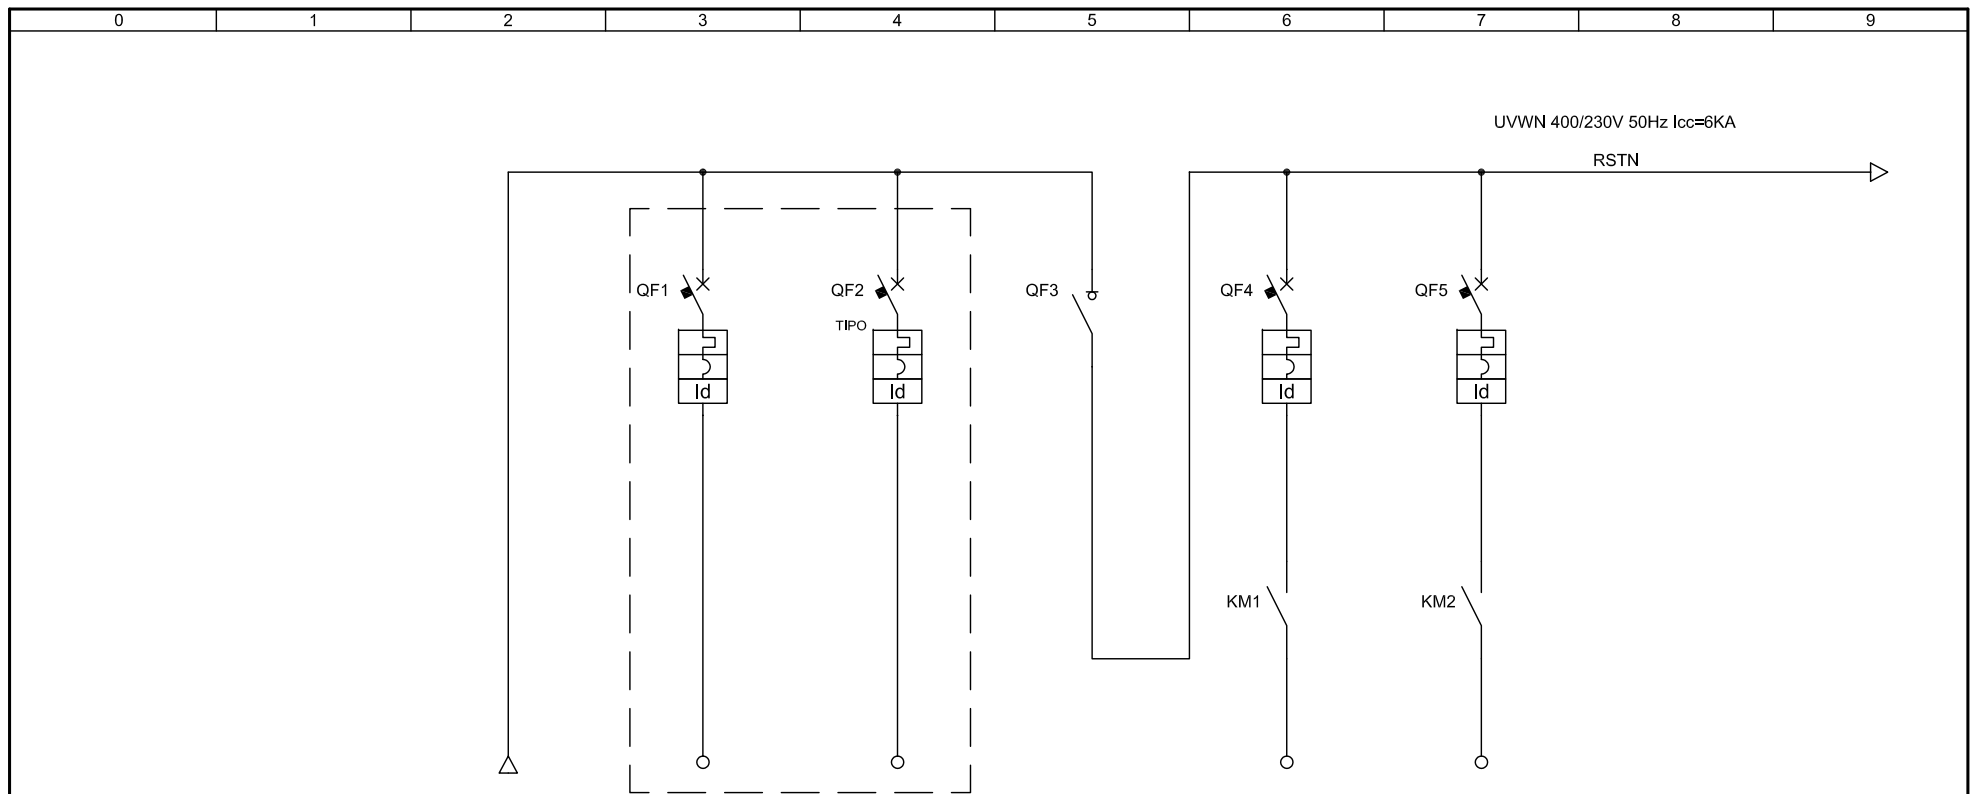 0 1 2 3 4 5 6 7 8 9
UVWN 400/230V 50Hz Icc=6KA
RSTN
QF1 QF2 QF3 QF4 QF5
TIPO
Id Id Id Id
KM1 KM2